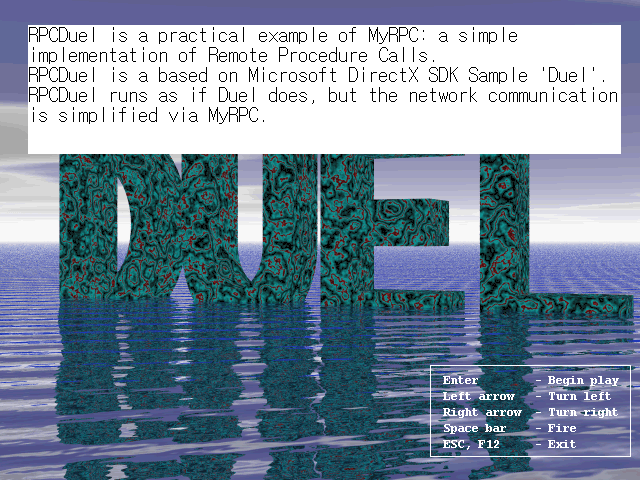 RPCDuel is a practical example of MyRPC: a simple
implementation of Remote Procedure Calls.
RPCDuel is a based on Microsoft DirectX SDK Sample 'Duel'.
RPCDuel runs as if Duel does, but the network communication
is simplified via MyRPC.
DUEL
Enter - Begin play
Left arrow - Turn left
Right arrow - Turn right
Space bar - Fire
ESC, F12 - Exit